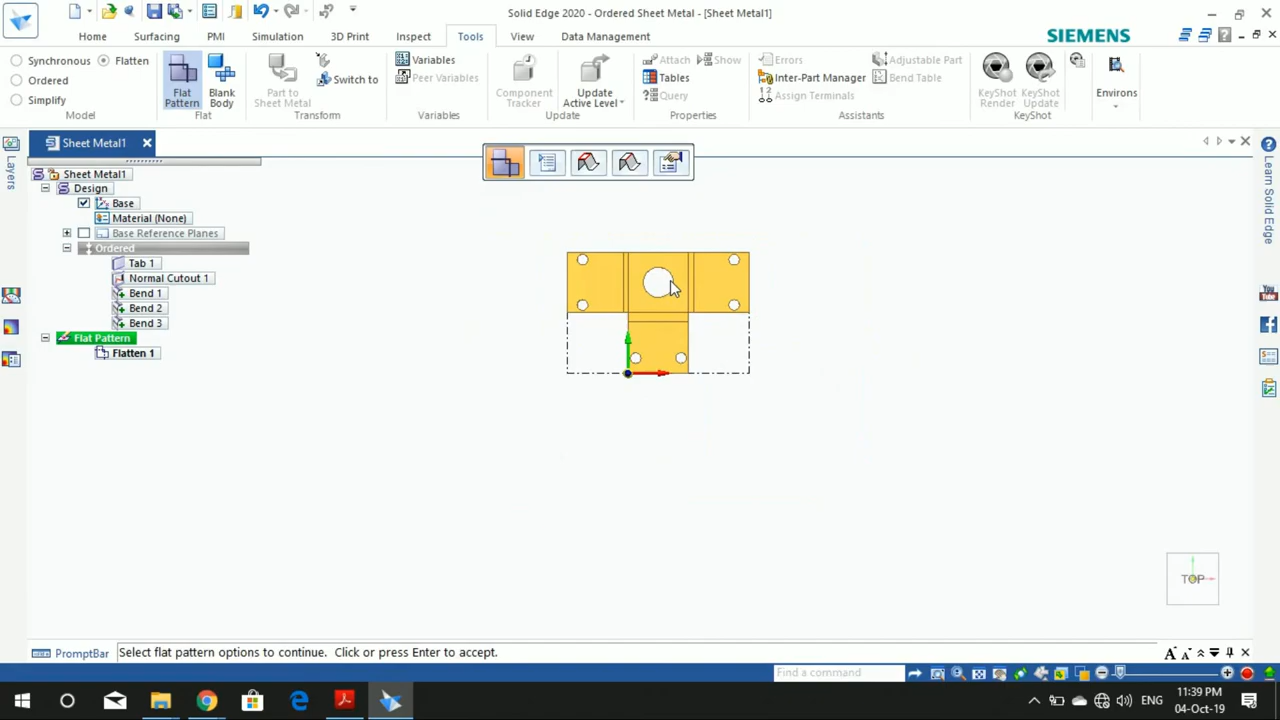 Solid Edge 2020 - Ordered Sheet Metal - [Sheet Metal1]
Home Surfacing PMI Simulation 3D Print Inspect Tools View Data Management
SIEMENS
Synchronous Flatten
Ordered
Simplify
Model
Flat Pattern
Blank Body
Flat
Part to Sheet Metal
Switch to
Transform
Variables
Peer Variables
Variables
Component Tracker
Update Active Level
Update
Attach Show
Tables
Query
Properties
Errors
Inter-Part Manager
Assign Terminals
Adjustable Part
Bend Table
Assistants
KeyShot Render
KeyShot Update
KeyShot
Environs
Sheet Metal1
Layers
Learn Solid Edge
Sheet Metal1
Design
Base
Material (None)
Base Reference Planes
Ordered
Tab 1
Normal Cutout 1
Bend 1
Bend 2
Bend 3
Flat Pattern
Flatten 1
You Tube
TOP
PromptBar
Select flat pattern options to continue. Click or press Enter to accept.
Find a command
ENG
11:39 PM
04-Oct-19